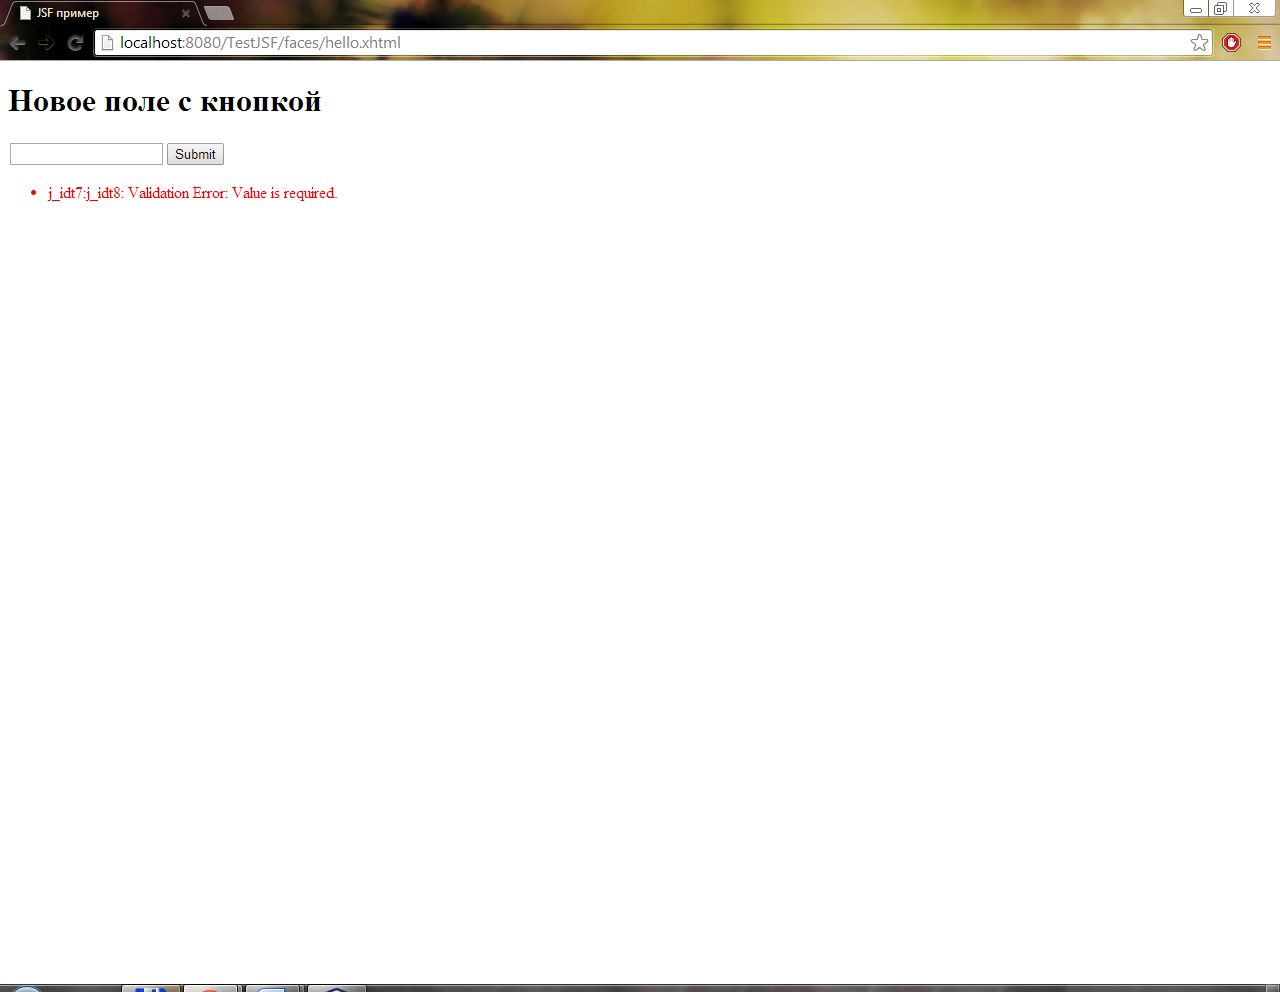 JSF пример
localhost:8080/TestJSF/faces/hello.xhtml
Новое поле с кнопкой
Submit
j_idt7:j_idt8: Validation Error: Value is required.